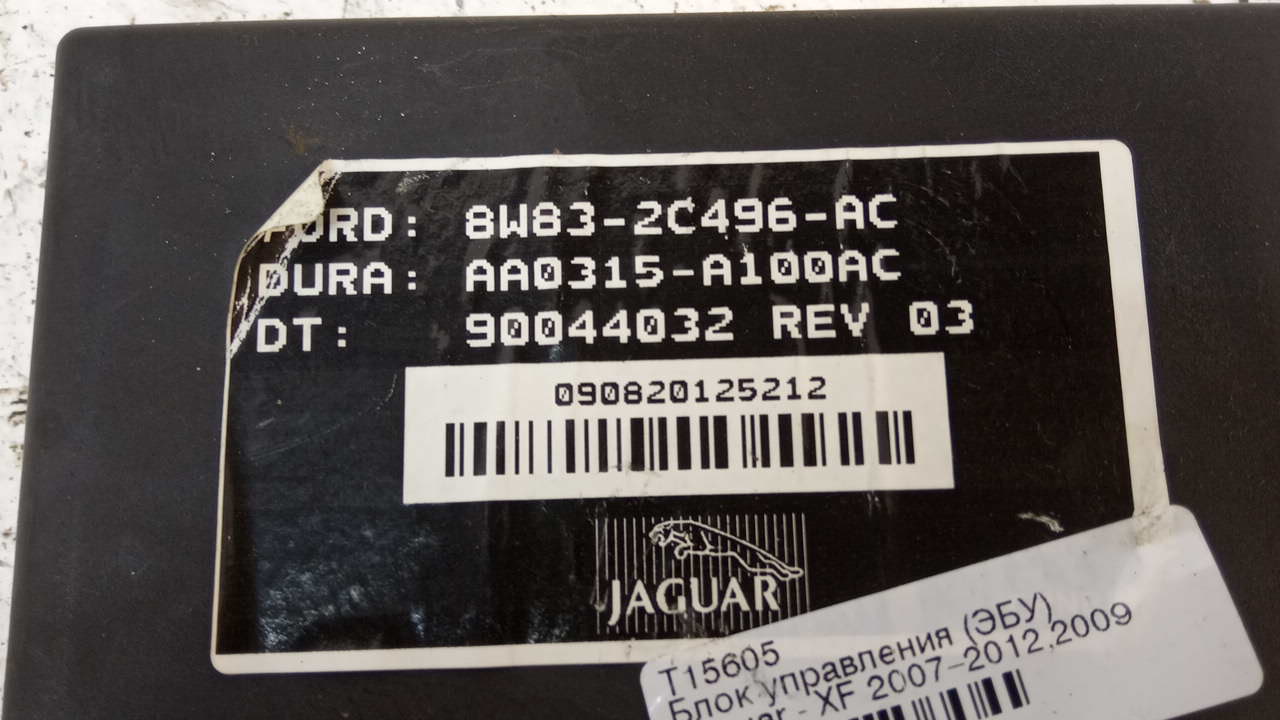 FORD: 8W83-2C496-AC
DURA: AA0315-A100AC
DT: 90044032 REV 03
090820125212
JAGUAR
T15605
Блок управления (ЭБУ)
- XF 2007-2012,2009